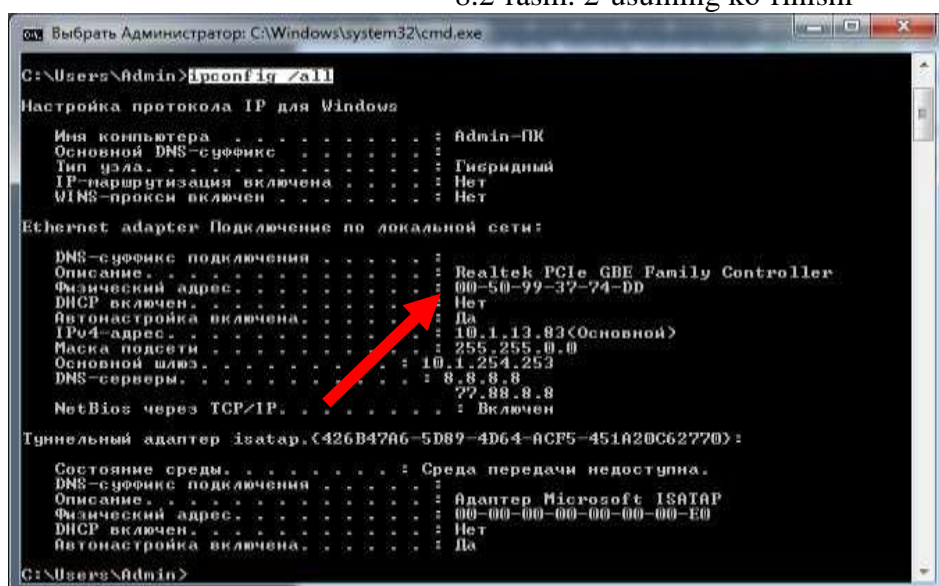 8.2 rasm. 2-usulning ko'rinishi
Выбрать Администратор: C:\Windows\system32\cmd.exe
C:\Users\Admin>ipconfig /all
Настройка протокола IP для Windows
Имя компьютера . . . . . . . . . : Admin-ПК
Основной DNS-суффикс . . . . . . :
Тип узла. . . . . . . . . . . . . : Гибридный
IP-маршрутизация включена . . . . : Нет
WINS-прокси включен . . . . . . . : Нет
Ethernet adapter Подключение по локальной сети:
DNS-суффикс подключения . . . . . :
Описание. . . . . . . . . . . . . : Realtek PCIe GBE Family Controller
Физический адрес. . . . . . . . . : 00-50-99-37-74-DD
DHCP включен. . . . . . . . . . . : Нет
Автонастройка включена. . . . . . : Да
IPv4-адрес. . . . . . . . . . . . : 10.1.13.83(Основной)
Маска подсети . . . . . . . . . . : 255.255.0.0
Основной шлюз. . . . . . . . . : 10.1.254.253
DNS-серверы. . . . . . . . . . . : 8.8.8.8
77.88.8.8
NetBios через TCP/IP. . . . . . . . : Включен
Туннельный адаптер isatap.{426B47A6-5D89-4D64-ACF5-451A20C62770}:
Состояние среды. . . . . . . . : Среда передачи недоступна.
DNS-суффикс подключения . . . . . :
Описание. . . . . . . . . . . . . : Адаптер Microsoft ISATAP
Физический адрес. . . . . . . . . : 00-00-00-00-00-00-00-E0
DHCP включен. . . . . . . . . . . : Нет
Автонастройка включена. . . . . . : Да
C:\Users\Admin>